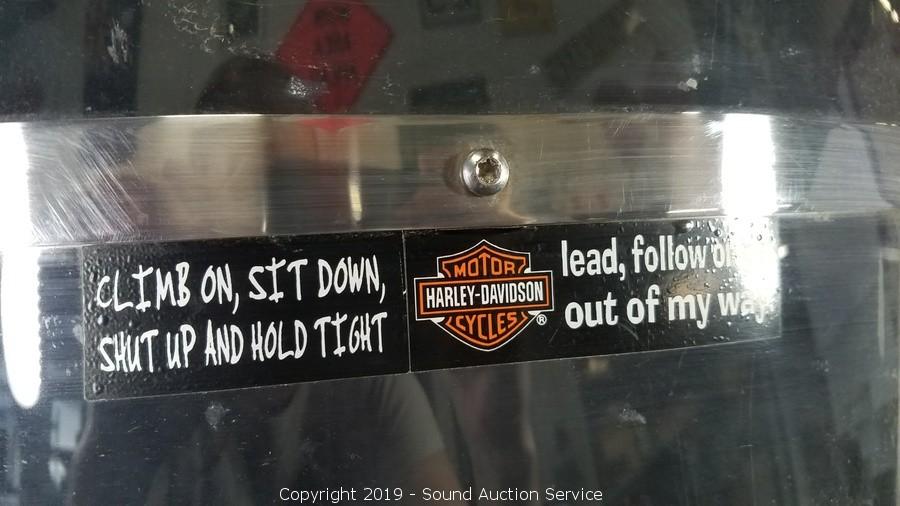 CLIMB ON, SIT DOWN,
SHUT UP AND HOLD TIGHT
MOTOR
HARLEY-DAVIDSON
CYCLES
®
lead, follow or
out of my way
Copyright 2019 - Sound Auction Service